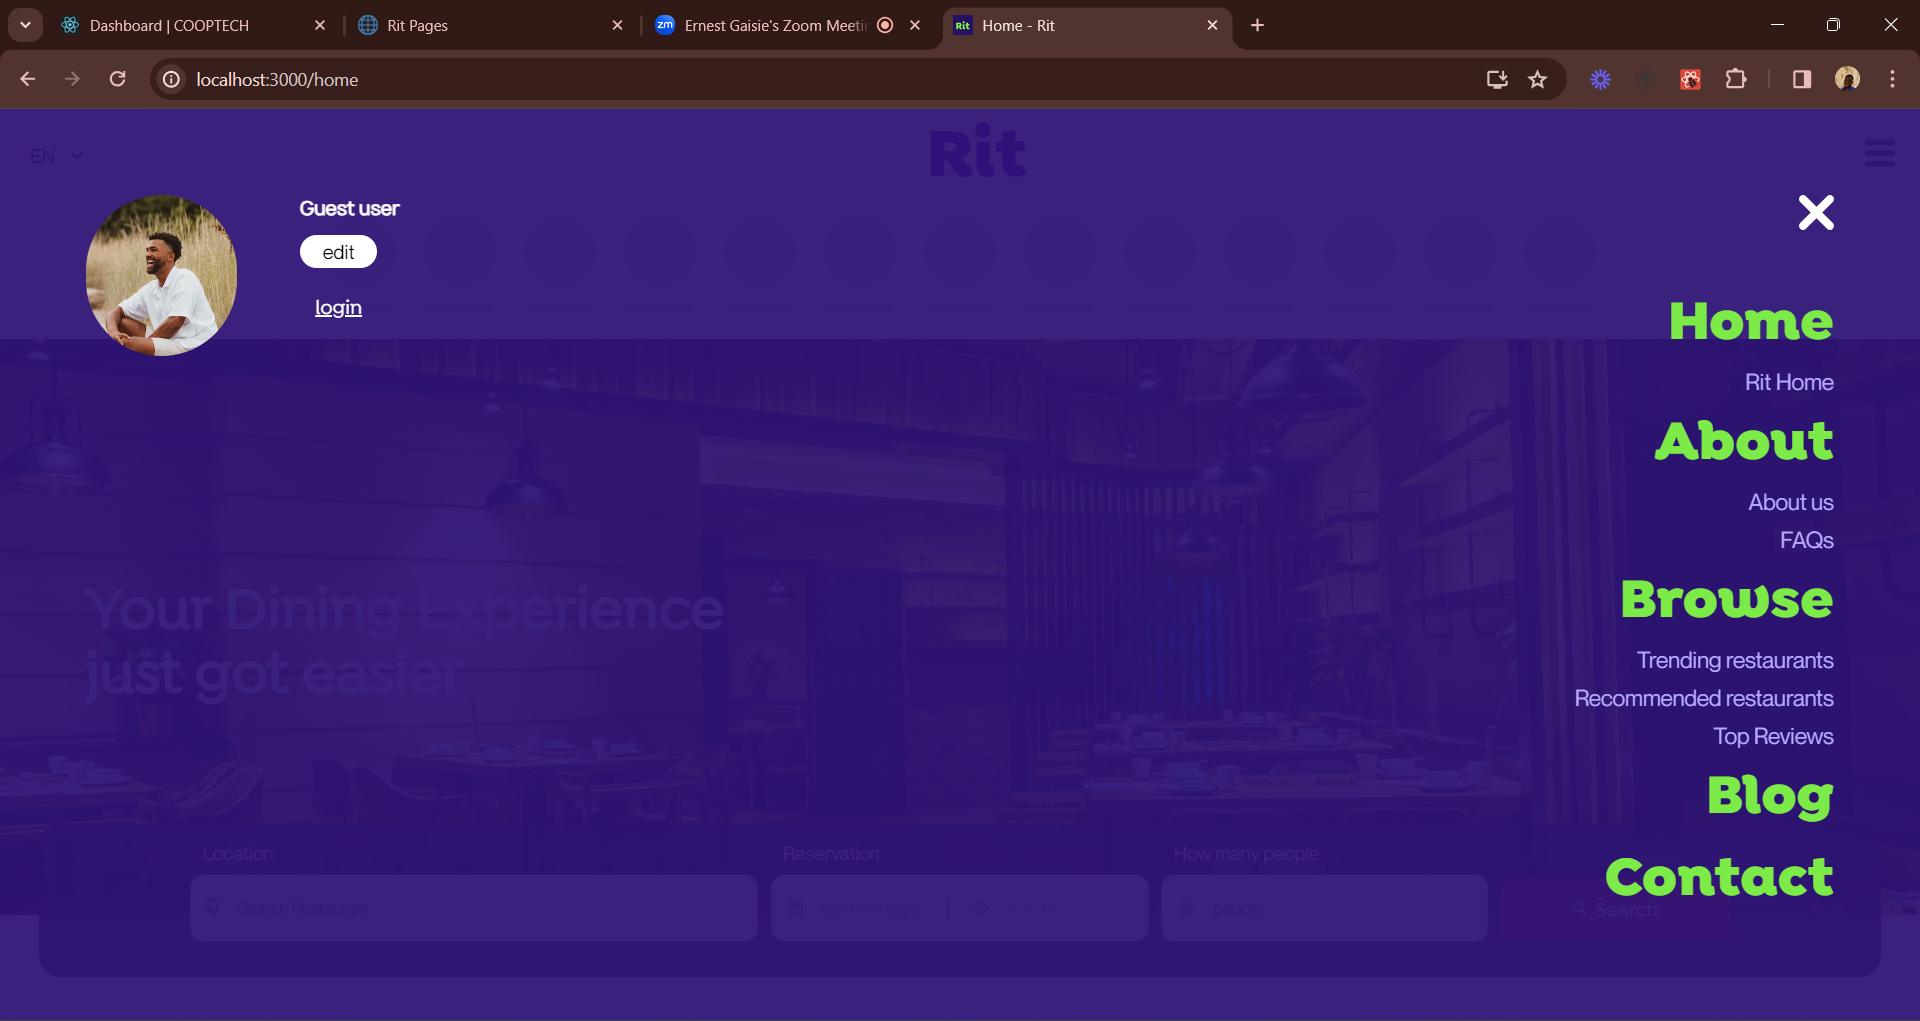 Dashboard | COOPTECH
Rit Pages
zm
Ernest Gaisie's Zoom Meetin
Rit
Home - Rit
localhost:3000/home
EN
Rit
Guest user
edit
login
Home
Rit Home
About
About us
FAQs
Browse
Trending restaurants
Recommended restaurants
Top Reviews
Blog
Contact
Your Dining Experience
just got easier
Location
Reservation
How many people
Search Restaurant
dd/mm/yyyy
-- --
people
Search